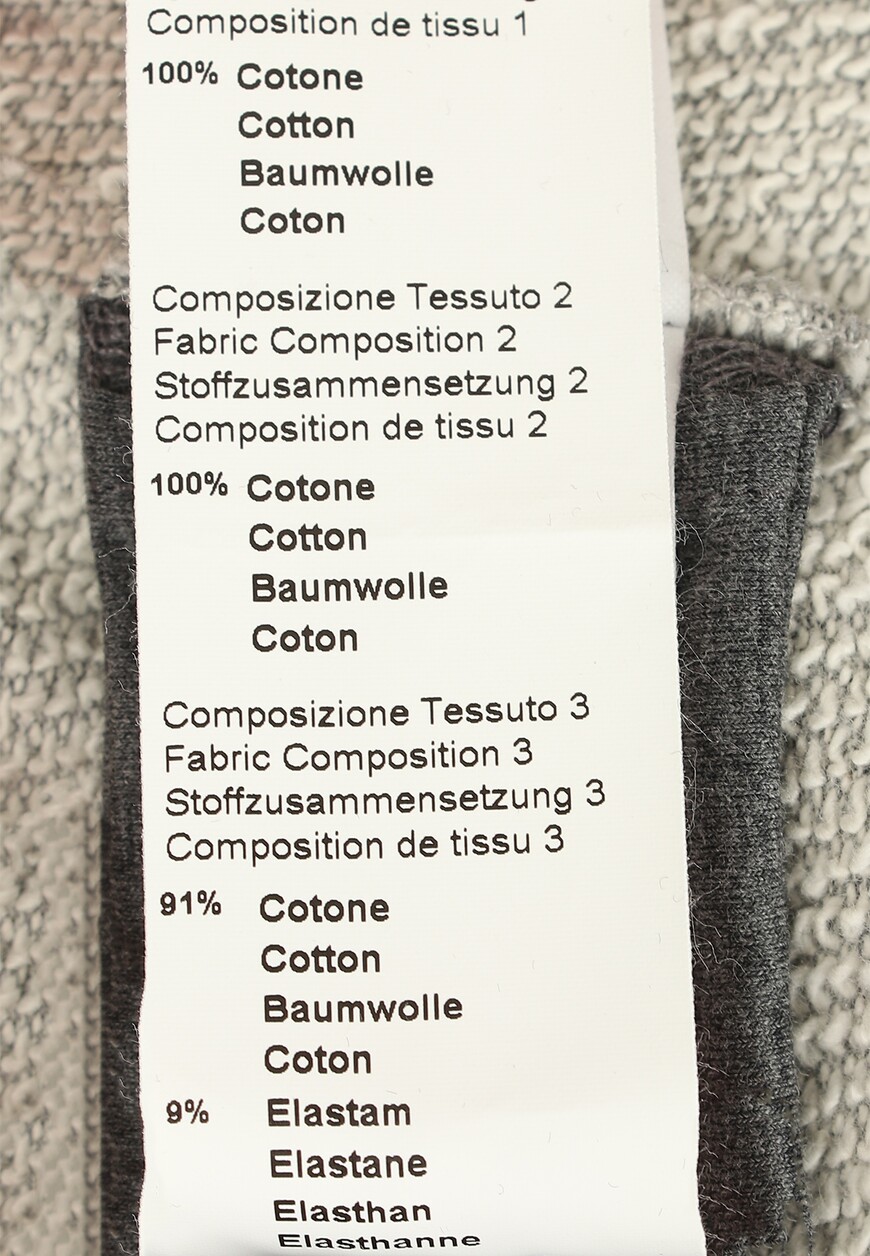 Composition de tissu 1
100% Cotone
Cotton
Baumwolle
Coton
Composizione Tessuto 2
Fabric Composition 2
Stoffzusammensetzung 2
Composition de tissu 2
100% Cotone
Cotton
Baumwolle
Coton
Composizione Tessuto 3
Fabric Composition 3
Stoffzusammensetzung 3
Composition de tissu 3
91% Cotone
Cotton
Baumwolle
Coton
9% Elastam
Elastane
Elasthan
Elasthanne